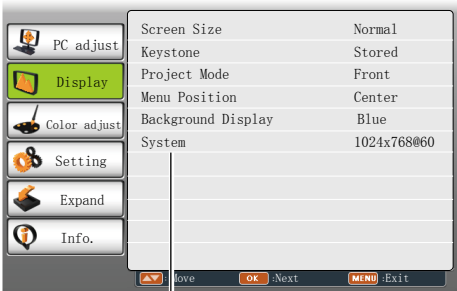 PC adjust
Display
Color adjust
Setting
Expand
Info.
Screen Size Normal
Keystone Stored
Project Mode Front
Menu Position Center
Background Display Blue
System 1024x768@60
:Move OK :Next MENU :Exit